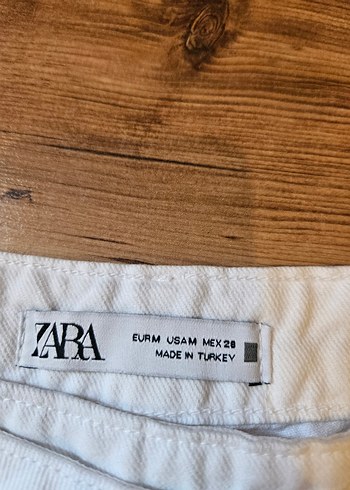 ZARA
EUR M USA M MEX 28
MADE IN TURKEY